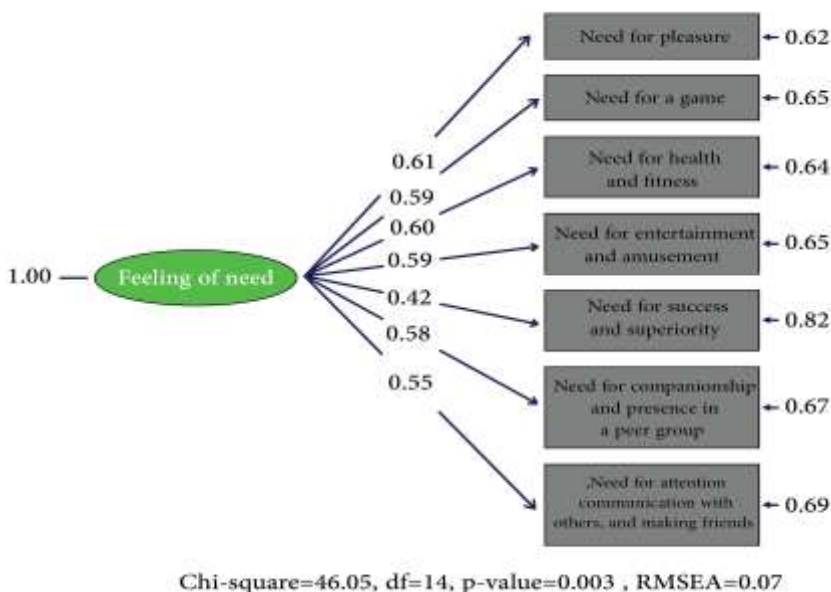 Need for pleasure
0.62
Need for a game
0.65
0.61
Need for health
and fitness
0.64
0.59
0.60
Need for entertainment
and amusement
0.65
0.59
1.00
Feeling of need
0.42
Need for success
and superiority
0.82
0.58
0.55
Need for companionship
and presence in
a peer group
0.67
,Need for attention
communication with
others, and making friends
0.69
Chi-square=46.05, df=14, p-value=0.003 , RMSEA=0.07